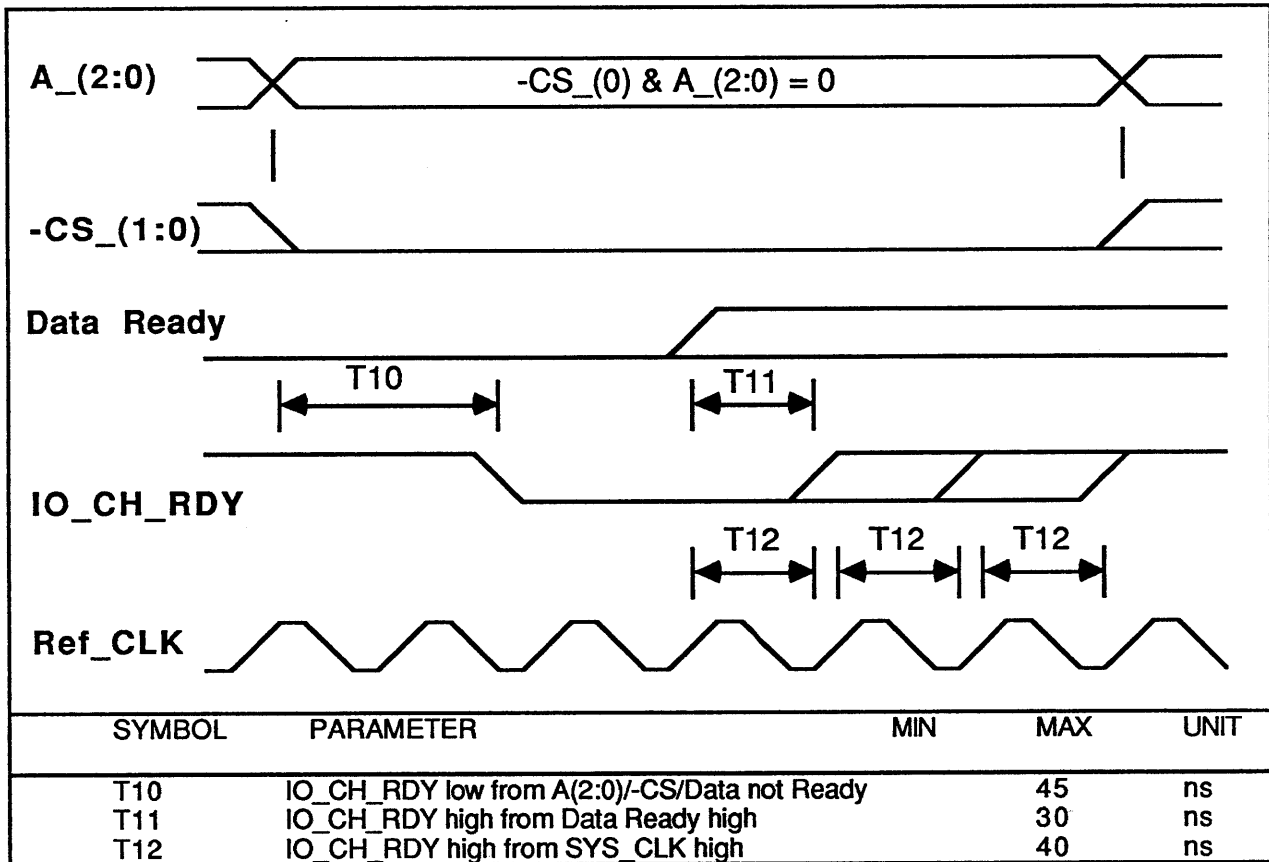 A_(2:0)
-CS_(0) & A_(2:0) = 0
-CS_(1:0)
Data Ready
T10
T11
IO_CH_RDY
T12
T12
T12
Ref_CLK
SYMBOL PARAMETER MIN MAX UNIT
T10 IO_CH_RDY low from A(2:0)/-CS/Data not Ready 45 ns
T11 IO_CH_RDY high from Data Ready high 30 ns
T12 IO_CH_RDY high from SYS_CLK high 40 ns